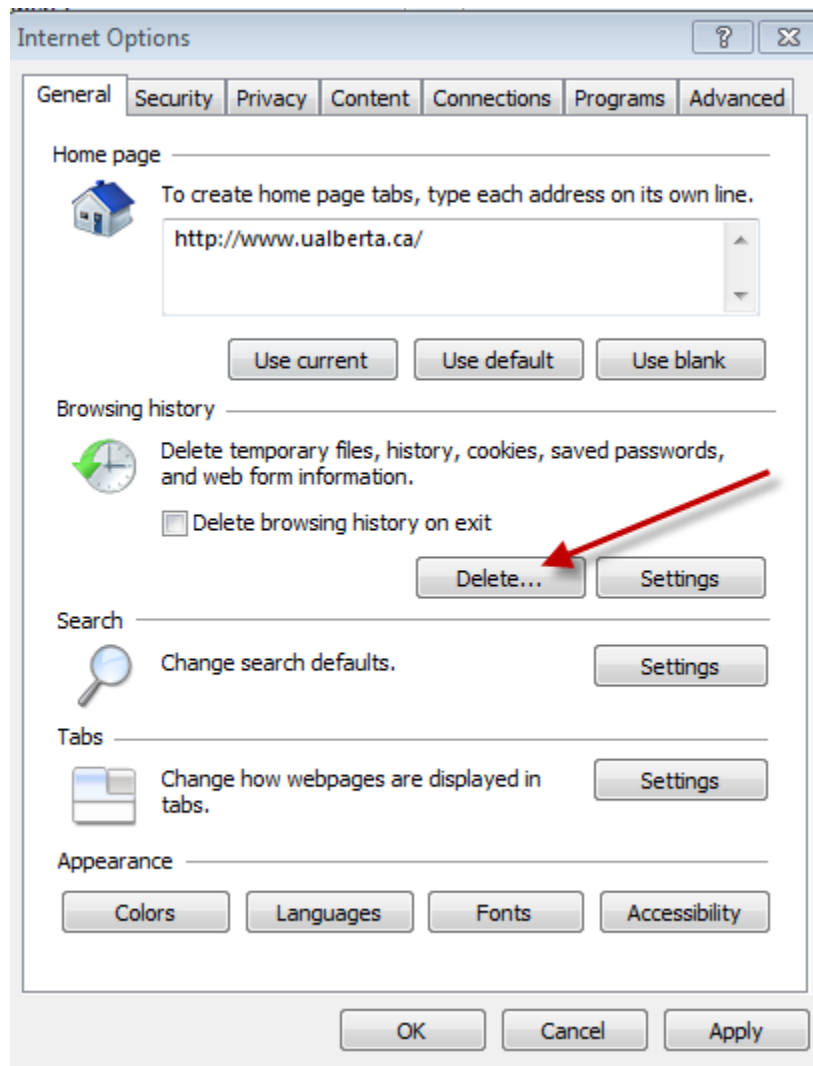 Internet Options
General Security Privacy Content Connections Programs Advanced
Home page
To create home page tabs, type each address on its own line.
http://www.ualberta.ca/
Use current Use default Use blank
Browsing history
Delete temporary files, history, cookies, saved passwords,
and web form information.
Delete browsing history on exit
Delete... Settings
Search
Change search defaults. Settings
Tabs
Change how webpages are displayed in
tabs.
Settings
Appearance
Colors Languages Fonts Accessibility
OK Cancel Apply